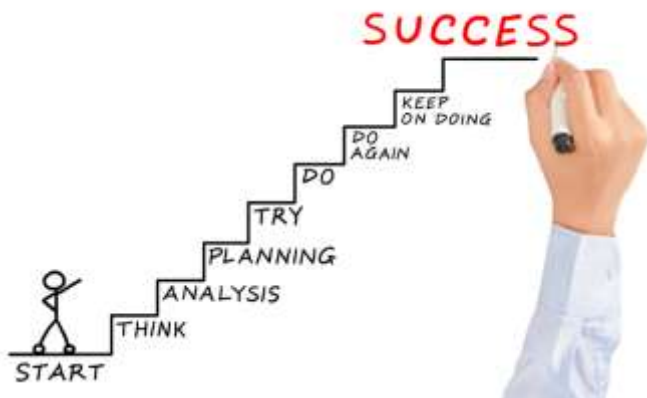 SUCCESS
KEEP
ON DOING
DO
AGAIN
DO
TRY
PLANNING
ANALYSIS
THINK
START